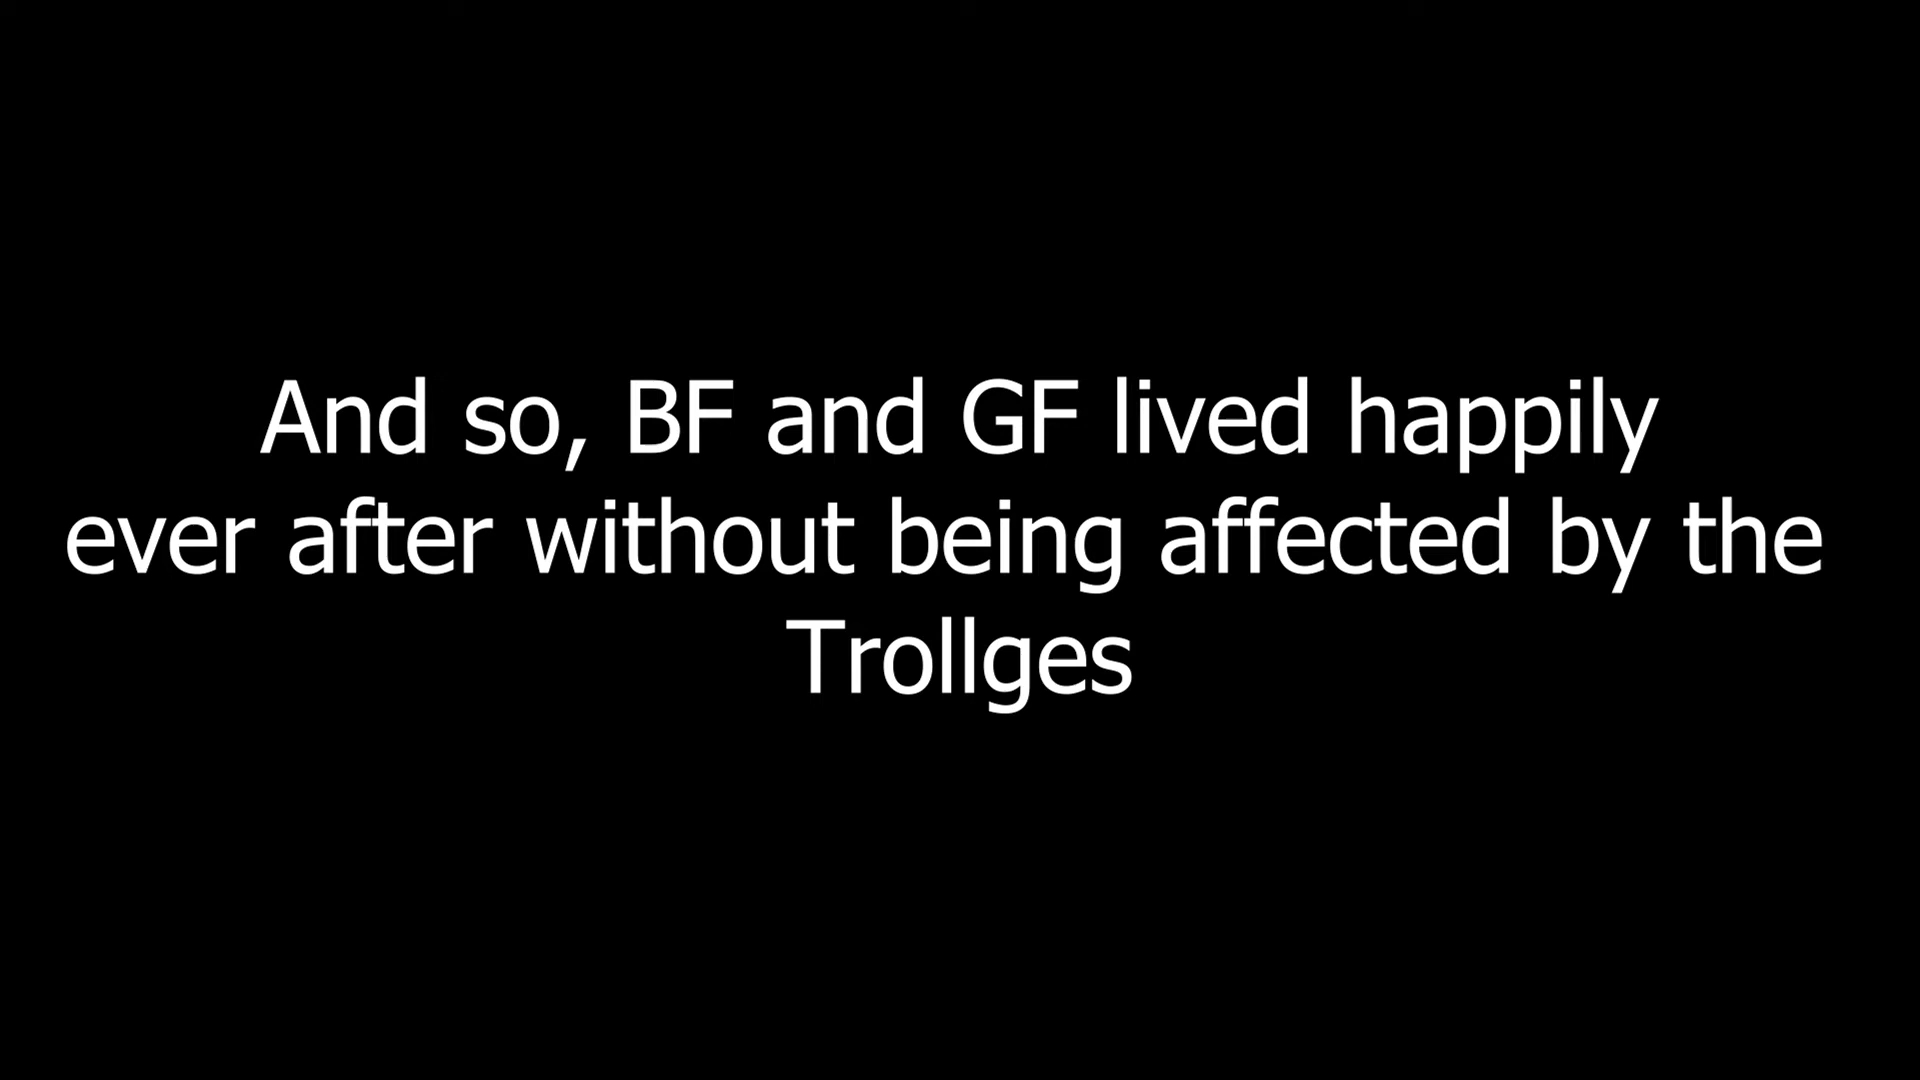 And so, BF and GF lived happily
ever after without being affected by the
Trollges